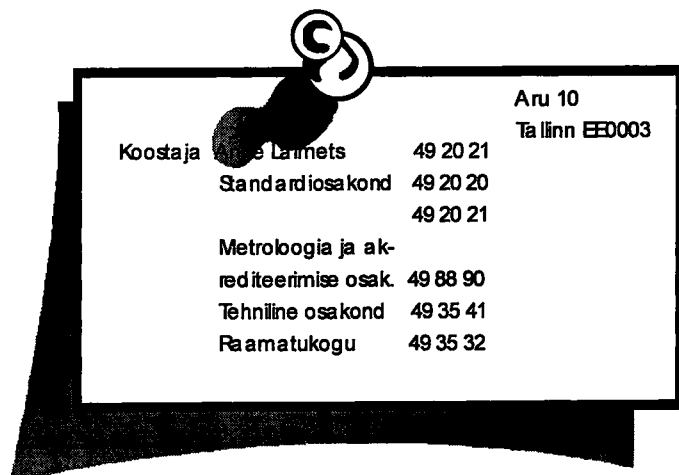 Aru 10
Tallinn EE0003
Koostaja Laimets 49 20 21
Standardiosakond 49 20 20
49 20 21
Metroloogia ja ak-
rediteerimise osak. 49 88 90
Tehniline osakond 49 35 41
Raamatukogu 49 35 32